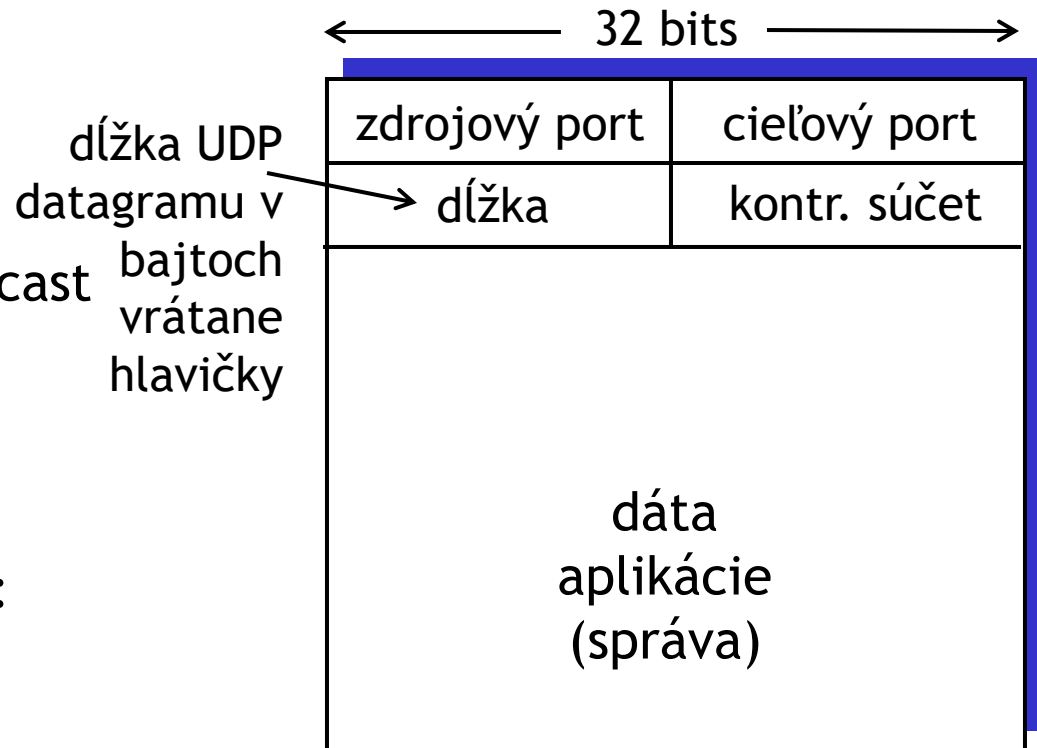 32 bits
zdrojový port
cieľový port
dĺžka UDP
datagramu v
bajtoch
vrátane
hlavičky
dĺžka
kontr. súčet
cast
:
dáta
aplikácie
(správa)